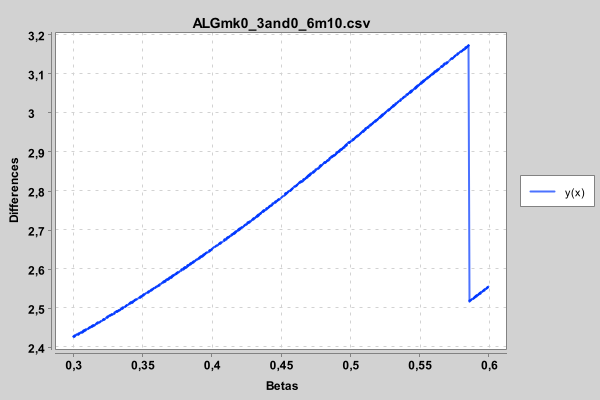 ALGmk0_3and0_6m10.csv
3,2
3,1
3
2,9
2,8
2,7
2,6
2,5
2,4
Differences
0,3 0,35 0,4 0,45 0,5 0,55 0,6
Betas
y(x)